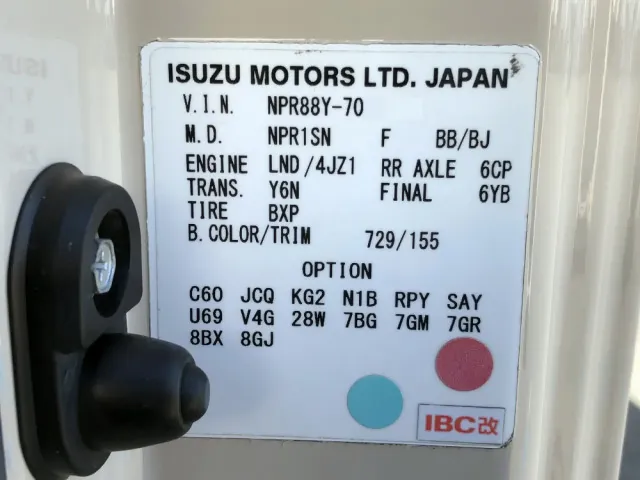 ISUZU MOTORS LTD. JAPAN
V.I.N. NPR88Y-70
M.D. NPR1SN F BB/BJ
ENGINE LND/4JZ1 RR AXLE 6CP
TRANS. Y6N FINAL 6YB
TIRE BXP
B.COLOR/TRIM 729/155
OPTION
C60 JCQ KG2 N1B RPY SAY
U69 V4G 28W 7BG 7GM 7GR
8BX 8GJ
IBC改